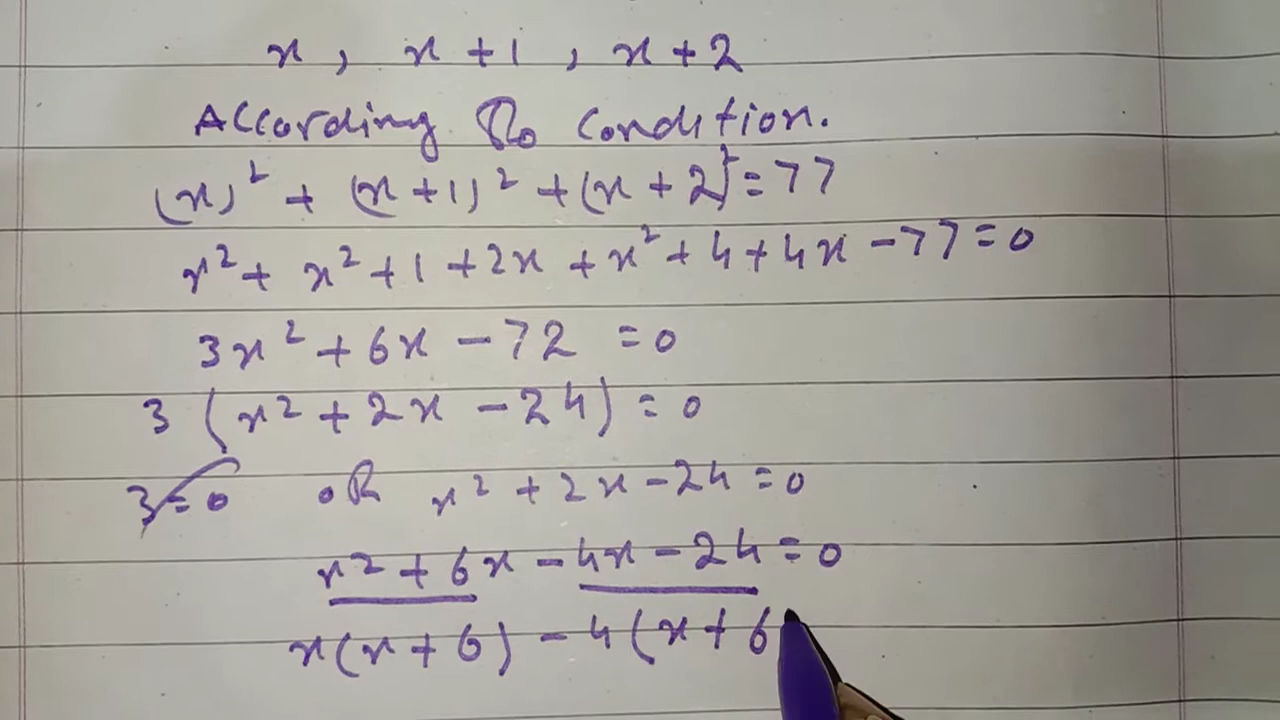 x, x+1, x+2
According To Condition.
(x)² + (x+1)² + (x+2)² = 77
x² + x² + 1 + 2x + x² + 4 + 4x - 77 = 0
3x² + 6x - 72 = 0
3 (x² + 2x - 24) = 0
3 = 0 oR x² + 2x - 24 = 0
x² + 6x - 4x - 24 = 0
x(x+6) - 4(x+6